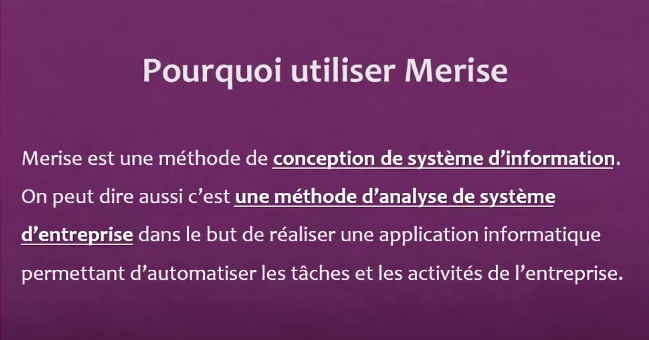 Pourquoi utiliser Merise
Merise est une méthode de conception de système d’information.
On peut dire aussi c’est une méthode d’analyse de système
d’entreprise dans le but de réaliser une application informatique
permettant d’automatiser les tâches et les activités de l’entreprise.